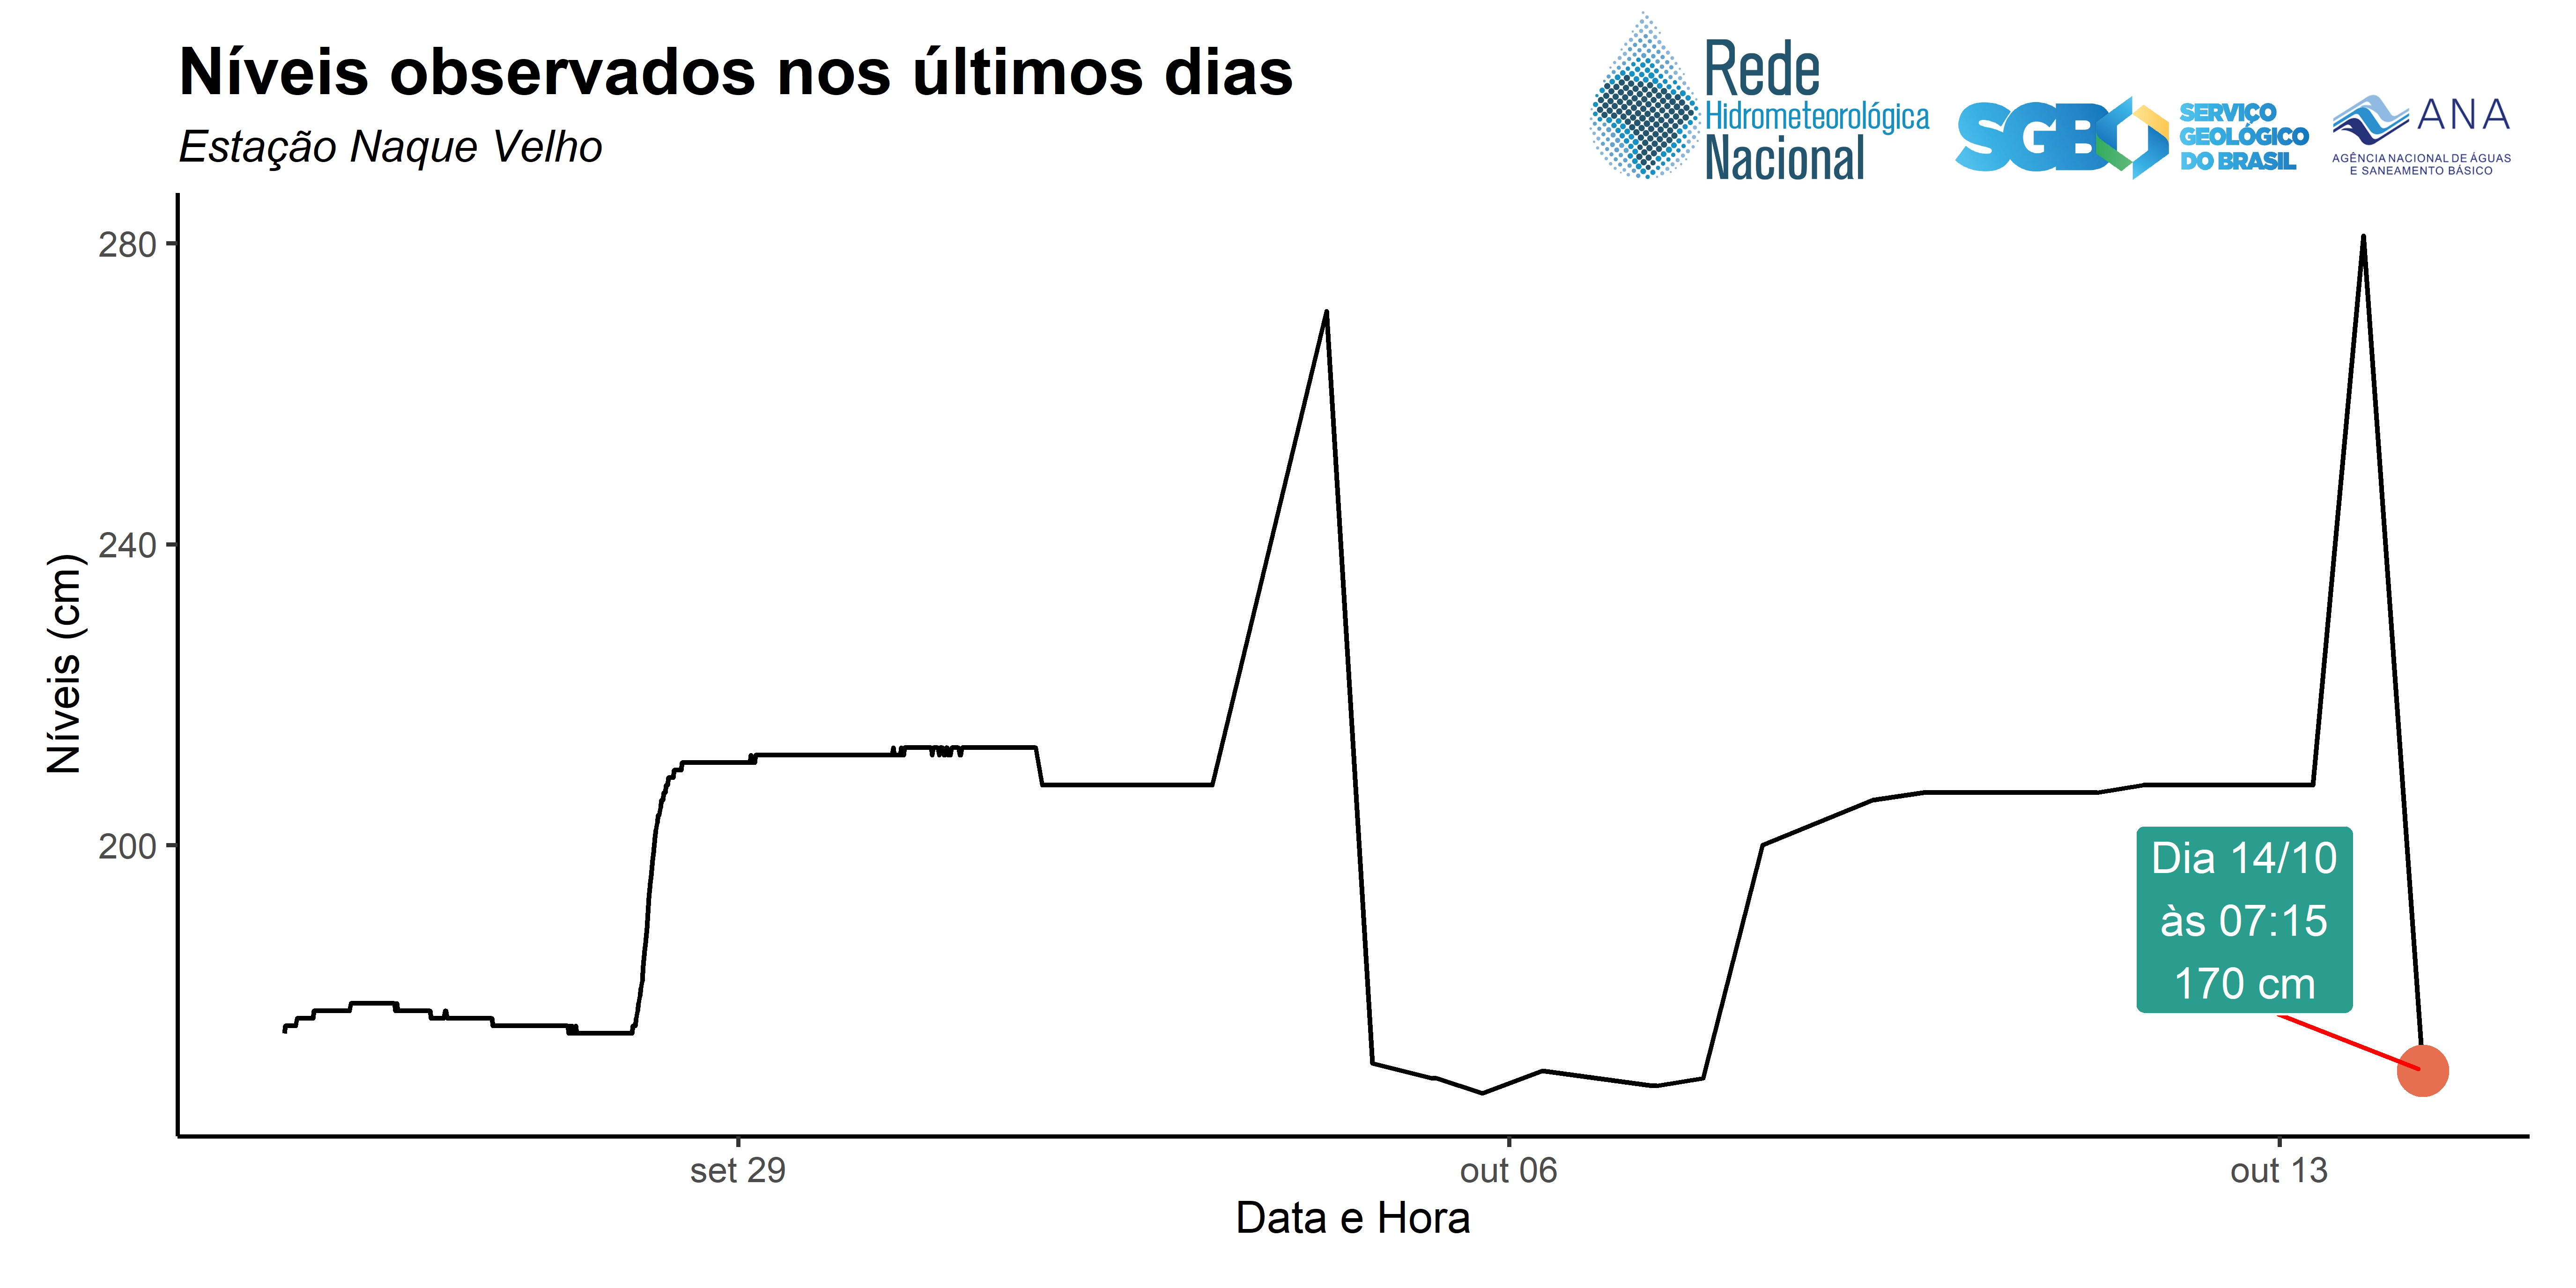 Níveis observados nos últimos dias
Estação Naque Velho
Rede
Hidrometeorológica
Nacional
SGB
SERVIÇO
GEOLÓGICO
DO BRASIL
ANA
AGÊNCIA NACIONAL DE ÁGUAS
E SANEAMENTO BÁSICO
280
240
200
Níveis (cm)
Dia 14/10
às 07:15
170 cm
set 29
out 06
out 13
Data e Hora